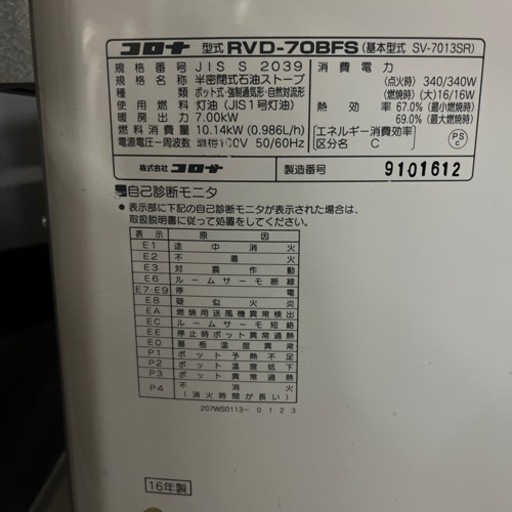 コロナ 型式 RVD-70BFS (基本型式 SV-7013SR)
規格番号 JIS S 2039
規格名称 半密閉式石油ストーブ
種類 ポット式・強制通気形・自然対流形
使用燃料 灯油 (JIS1号灯油)
暖房出力 7.00kW
燃料消費量 10.14kW (0.986L/h)
電源電圧-周波数 50/60Hz
消費電力
(点火時) 340/340W
(燃焼時) (大) 16/16W
熱効率 67.0% (最小燃焼時)
69.0% (最大燃焼時)
[エネルギー消費効率]
区分名 C
PS C
株式会社 コロナ 製造番号 9101612
自己診断モニタ
● 表示部に下記の自己診断モニタが表示された場合は、
取扱説明書に従って処置をしてください。
表示 原因
E1 途中消火
E2 不着火
E3 対震作動
E6 ルームサーモ断線
E7・E9 停電
E8 疑似火炎
EA 燃焼用送風機異常検出
EC ルームサーモ短絡
EE 停止時ポット異常過熱
E0 基板温度異常
P1 ポット予熱不足
P2 ポット温度低下
P3 ポット異常過熱
P4 不消火
(消火時間が長い)
207WS0113-0123
16年製